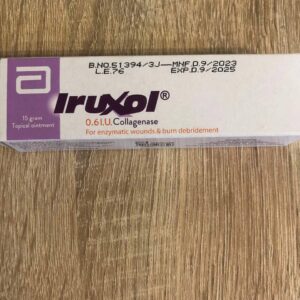 B.NO.51394/3J—MNF.D.9/2023
L.E.76 EXP.D.9/2025
Iruxol®
15 gram
Topical ointment
0.6 I.U. Collagenase
For enzymatic wounds & burn debridement